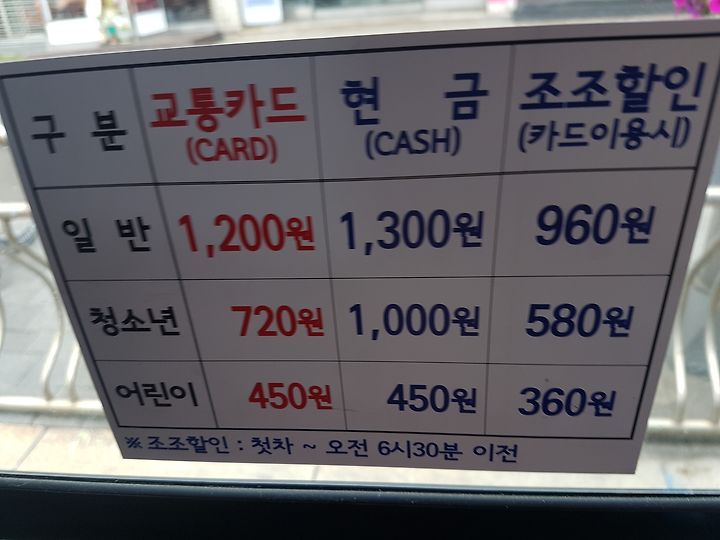 구 분 교통카드 현 금 조조할인
(CARD) (CASH) (카드이용시)
일 반 1,200원 1,300원 960원
청소년 720원 1,000원 580원
어린이 450원 450원 360원
※ 조조할인 : 첫차 ~ 오전 6시30분 이전